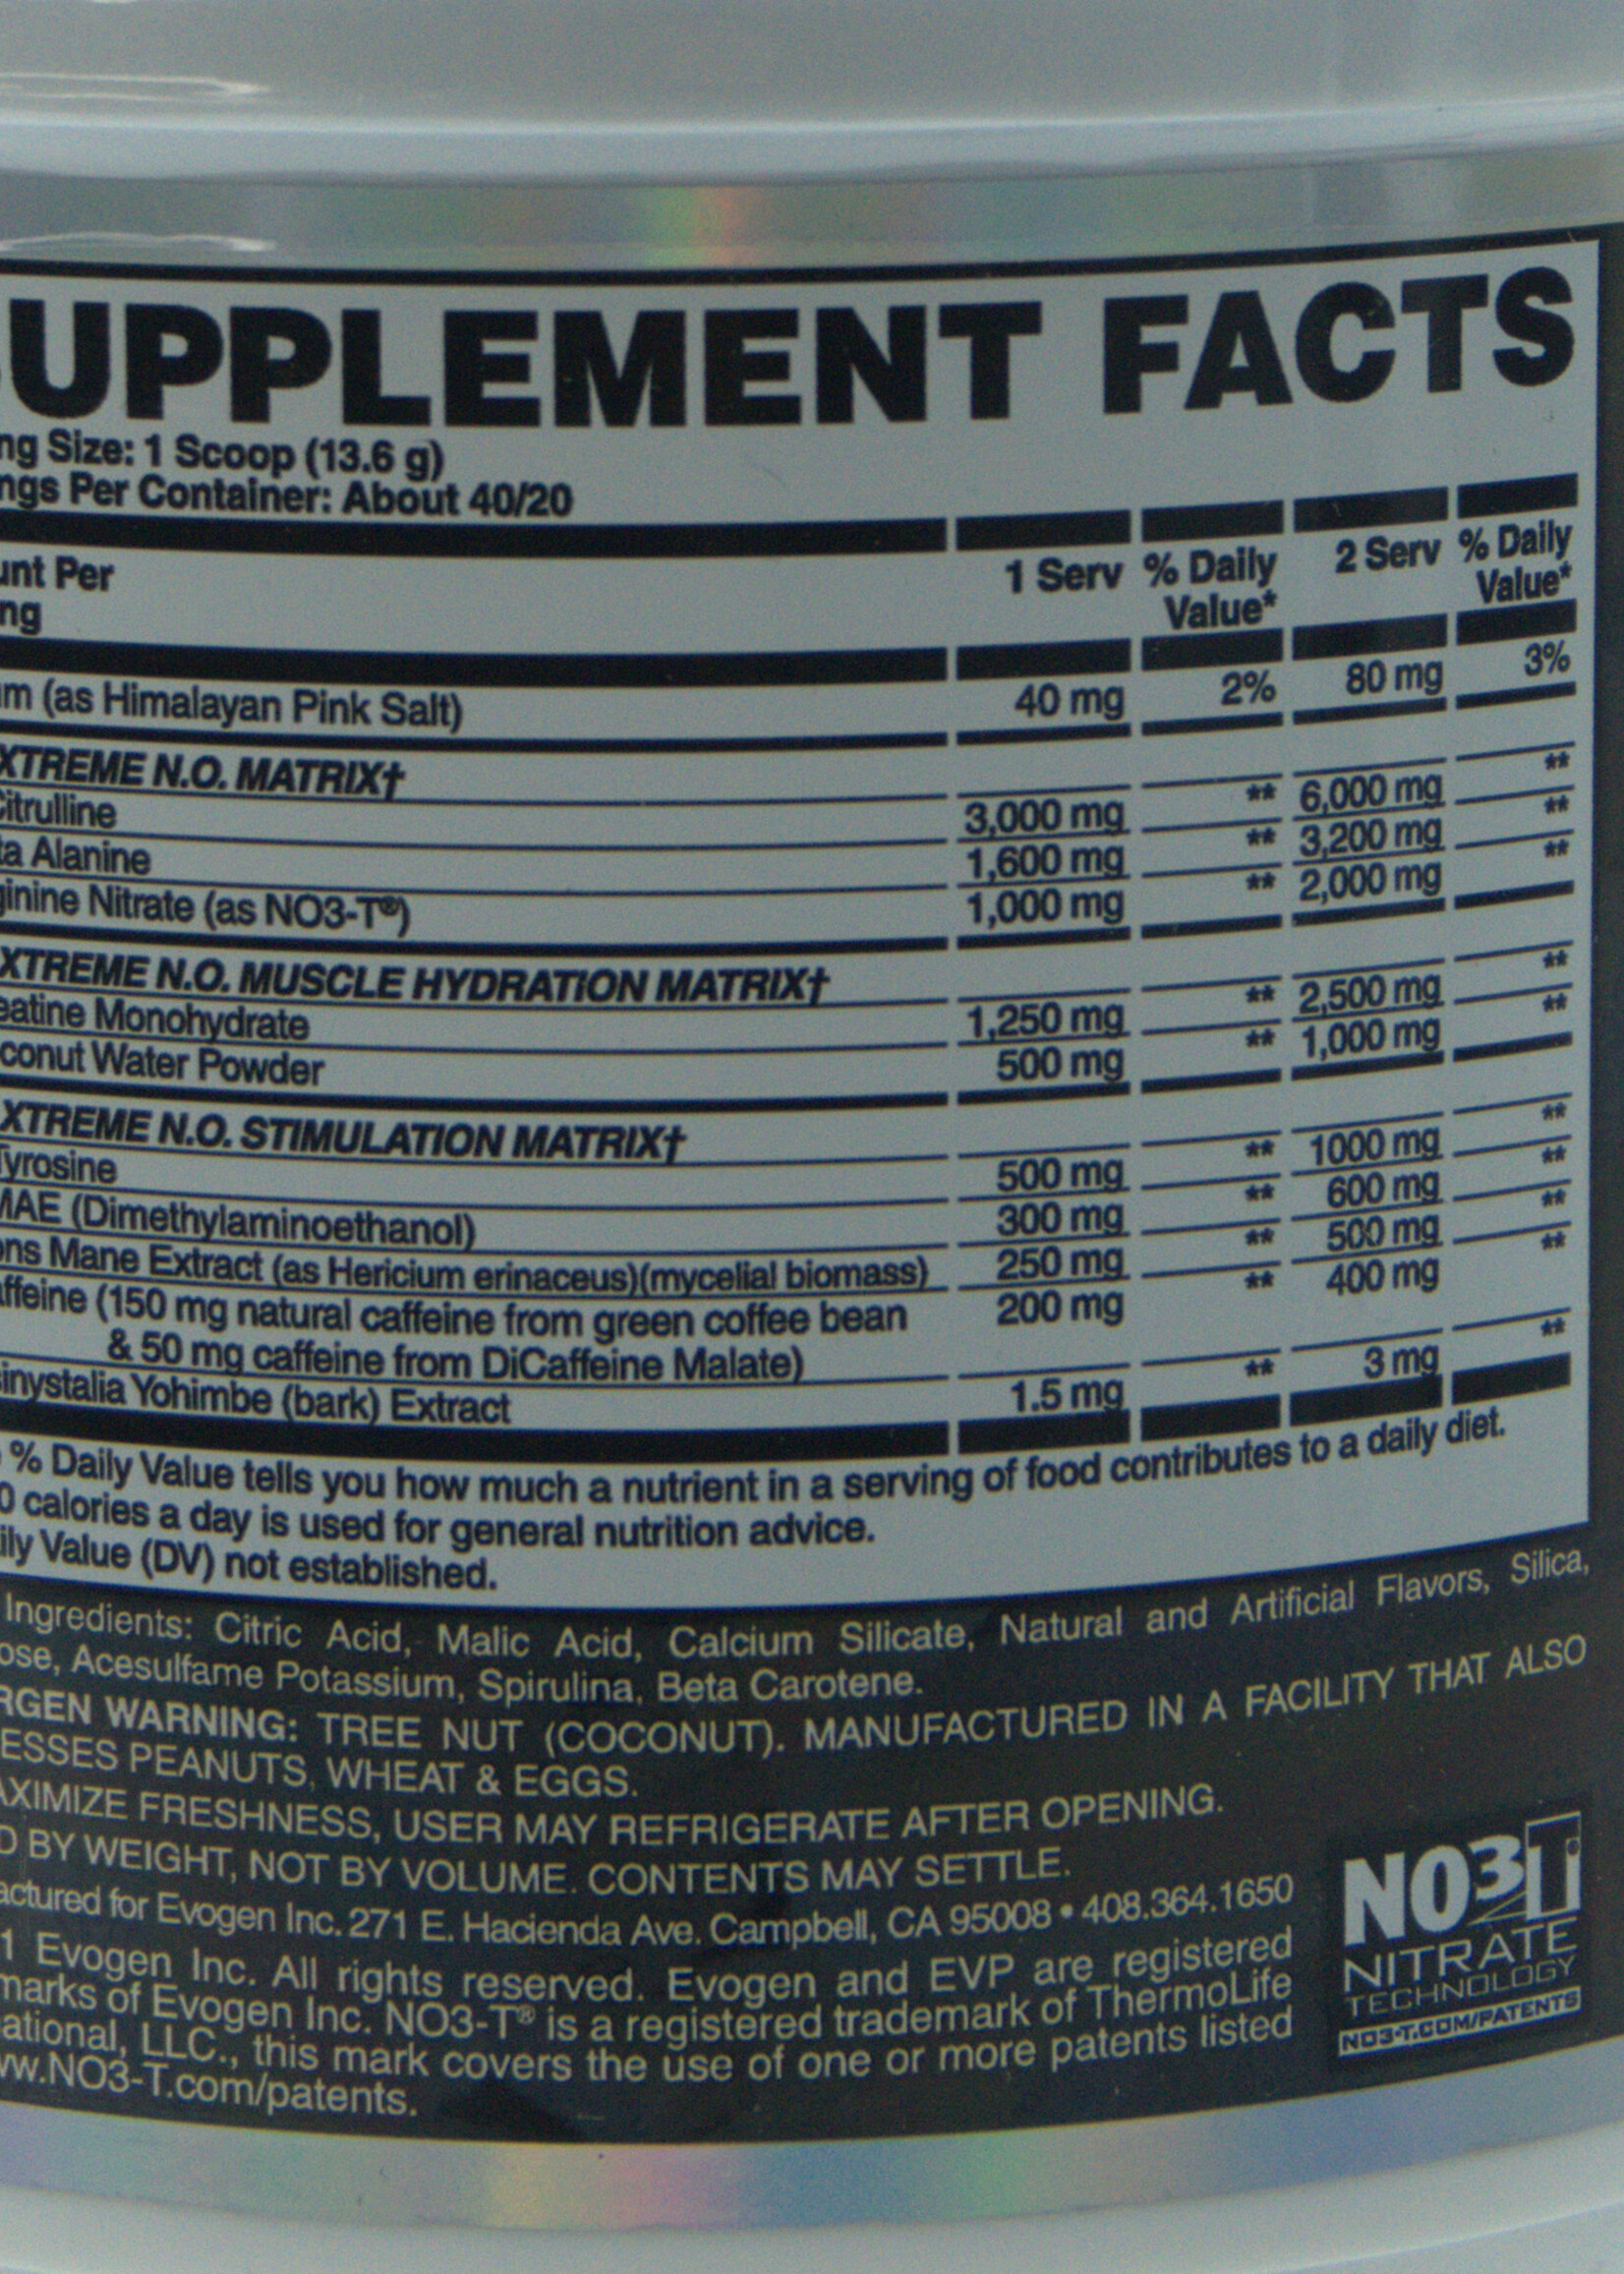 SUPPLEMENT FACTS
ng Size: 1 Scoop (13.6 g)
ngs Per Container: About 40/20
unt Per 1 Serv % Daily 2 Serv % Daily
ng Value* Value*
m (as Himalayan Pink Salt) 40 mg 2% 80 mg 3%
XTREME N.O. MATRIX†
Citrulline 3,000 mg ** 6,000 mg **
ta Alanine 1,600 mg ** 3,200 mg **
ginine Nitrate (as NO3-T®) 1,000 mg ** 2,000 mg **
XTREME N.O. MUSCLE HYDRATION MATRIX†
eatine Monohydrate 1,250 mg ** 2,500 mg **
conut Water Powder 500 mg ** 1,000 mg **
XTREME N.O. STIMULATION MATRIX†
Tyrosine 500 mg ** 1000 mg **
MAE (Dimethylaminoethanol) 300 mg ** 600 mg **
ons Mane Extract (as Hericium erinaceus)(mycelial biomass) 250 mg ** 500 mg **
affeine (150 mg natural caffeine from green coffee bean 200 mg ** 400 mg **
& 50 mg caffeine from DiCaffeine Malate)
sinystalia Yohimbe (bark) Extract 1.5 mg ** 3 mg **
% Daily Value tells you how much a nutrient in a serving of food contributes to a daily diet.
0 calories a day is used for general nutrition advice.
ily Value (DV) not established.
Ingredients: Citric Acid, Malic Acid, Calcium Silicate, Natural and Artificial Flavors, Silica,
ose, Acesulfame Potassium, Spirulina, Beta Carotene.
RGEN WARNING: TREE NUT (COCONUT). MANUFACTURED IN A FACILITY THAT ALSO
ESSES PEANUTS, WHEAT & EGGS.
AXIMIZE FRESHNESS, USER MAY REFRIGERATE AFTER OPENING.
D BY WEIGHT, NOT BY VOLUME. CONTENTS MAY SETTLE.
actured for Evogen Inc. 271 E. Hacienda Ave. Campbell, CA 95008 • 408.364.1650
1 Evogen Inc. All rights reserved. Evogen and EVP are registered
marks of Evogen Inc. NO3-T® is a registered trademark of ThermoLife
ational, LLC., this mark covers the use of one or more patents listed
ww.NO3-T.com/patents.
NO3T
NITRATE
TECHNOLOGY
NO3-T.COM/PATENTS